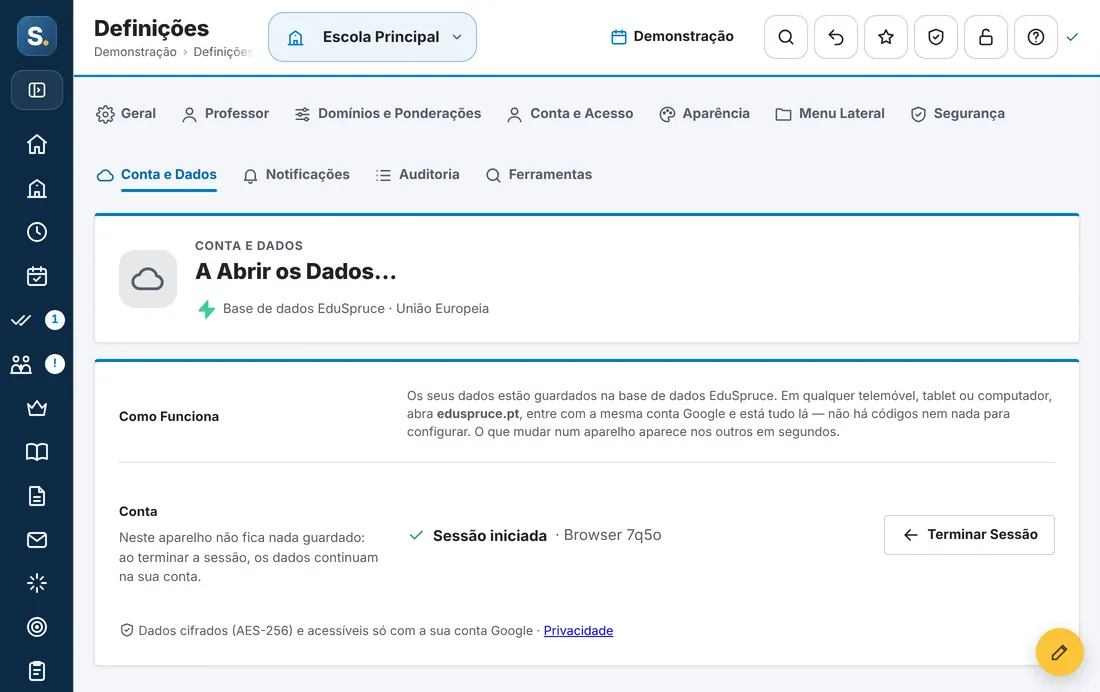 S.
Definições
Demonstração › Definições
Escola Principal
Demonstração
Geral
Professor
Domínios e Ponderações
Conta e Acesso
Aparência
Menu Lateral
Segurança
Conta e Dados
Notificações
Auditoria
Ferramentas
1
!
CONTA E DADOS
A Abrir os Dados…
Base de dados EduSpruce · União Europeia
Como Funciona
Os seus dados estão guardados na base de dados EduSpruce. Em qualquer telemóvel, tablet ou computador,
abra eduspruce.pt, entre com a mesma conta Google e está tudo lá — não há códigos nem nada para
configurar. O que mudar num aparelho aparece nos outros em segundos.
Conta
Neste aparelho não fica nada guardado:
ao terminar a sessão, os dados continuam
na sua conta.
Sessão iniciada · Browser 7q5o
Terminar Sessão
Dados cifrados (AES-256) e acessíveis só com a sua conta Google · Privacidade